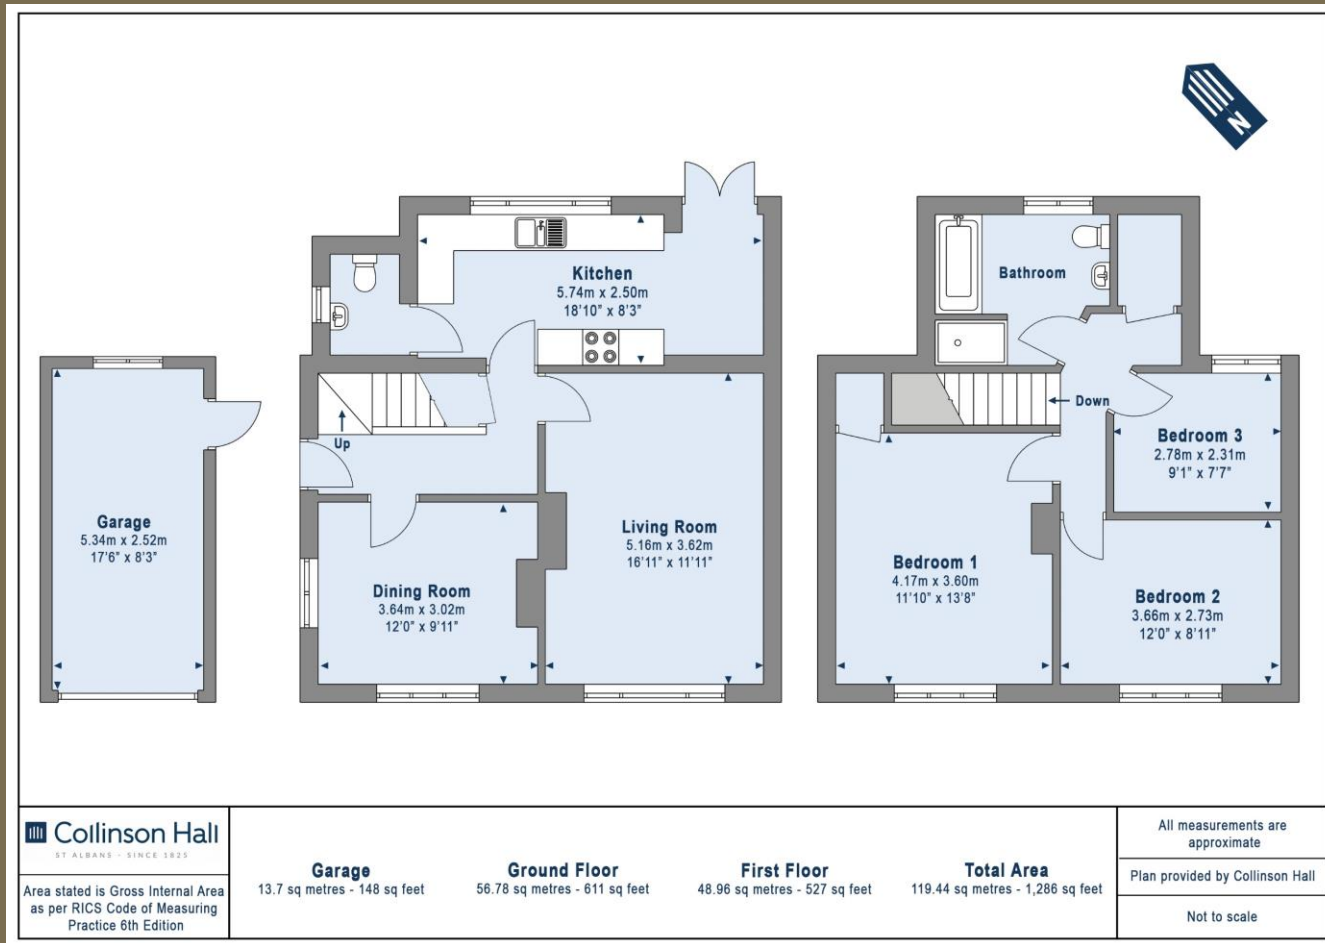 N
Kitchen
5.74m x 2.50m
18'10" x 8'3"
Bathroom
Up
Down
Bedroom 3
2.78m x 2.31m
9'1" x 7'7"
Garage
5.34m x 2.52m
17'6" x 8'3"
Living Room
5.16m x 3.62m
16'11" x 11'11"
Dining Room
3.64m x 3.02m
12'0" x 9'11"
Bedroom 1
4.17m x 3.60m
11'10" x 13'8"
Bedroom 2
3.66m x 2.73m
12'0" x 8'11"
Collinson Hall
ST ALBANS - SINCE 1825
Area stated is Gross Internal Area
as per RICS Code of Measuring
Practice 6th Edition
Garage
13.7 sq metres - 148 sq feet
Ground Floor
56.78 sq metres - 611 sq feet
First Floor
48.96 sq metres - 527 sq feet
Total Area
119.44 sq metres - 1,286 sq feet
All measurements are
approximate
Plan provided by Collinson Hall
Not to scale